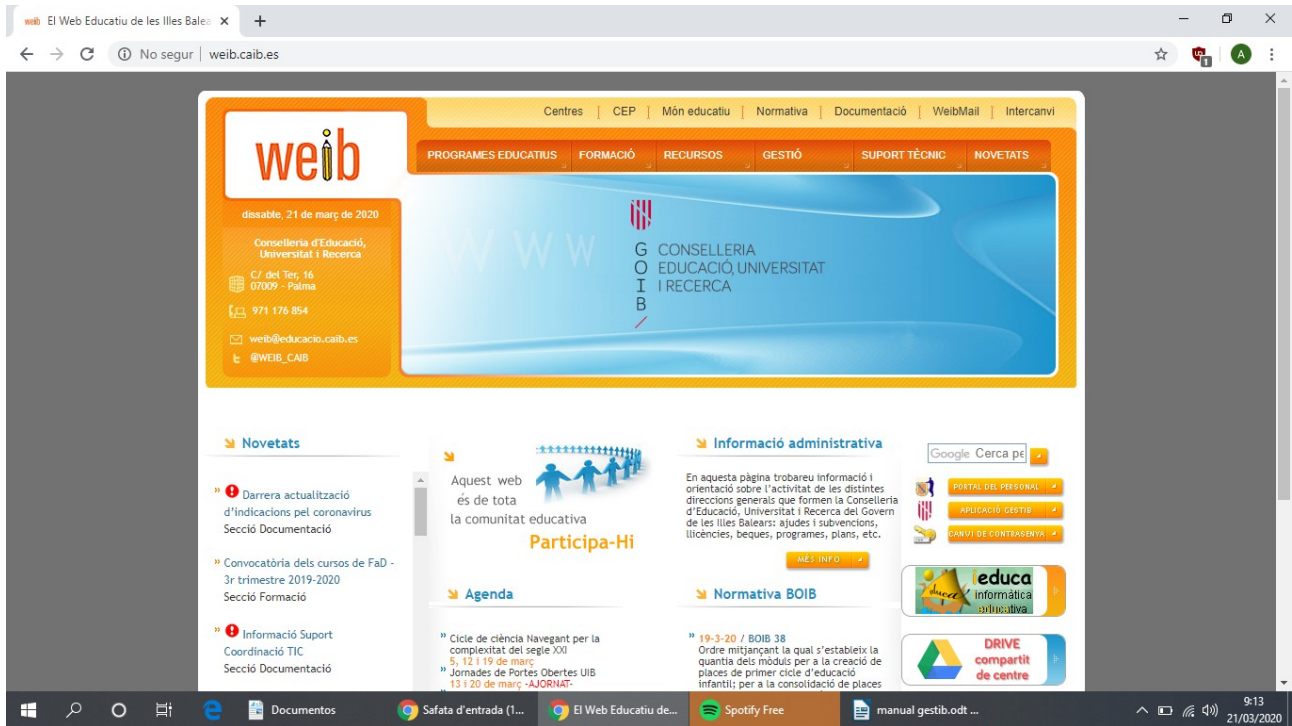 weib El Web Educatiu de les Illes Balea
No segur | weib.caib.es
A
1
Centres | CEP | Món educatiu | Normativa | Documentació | WeibMail | Intercanvi
weib
PROGRAMES EDUCATIUS FORMACIÓ RECURSOS GESTIÓ SUPORT TÈCNIC NOVETATS
dissabte, 21 de març de 2020
Conselleria d'Educació,
Universitat i Recerca
C/ del Ter, 16
07009 - Palma
971 176 854
weib@educacio.caib.es
@WEIB_CAIB
W W W
GOIB
CONSELLERIA
EDUCACIÓ, UNIVERSITAT
I RECERCA
Novetats
» Darrera actualització
d'indicacions pel coronavirus
Secció Documentació
» Convocatòria dels cursos de FaD -
3r trimestre 2019-2020
Secció Formació
» Informació Suport
Coordinació TIC
Secció Documentació
Aquest web
és de tota
la comunitat educativa
Participa-Hi
Agenda
» Cicle de ciència Navegant per la
complexitat del segle XXI
5, 12 i 19 de març
» Jornades de Portes Obertes UIB
13 i 20 de març -AJORNAT-
Informació administrativa
En aquesta pàgina trobareu informació i
orientació sobre l'activitat de les distintes
direccions generals que formen la Conselleria
d'Educació, Universitat i Recerca del Govern
de les Illes Balears: ajudes i subvencions,
llicències, beques, programes, plans, etc.
MÉS INFO
Normativa BOIB
» 19-3-20 / BOIB 38
Ordre mitjançant la qual s'estableix la
quantia dels mòduls per a la creació de
places de primer cicle d'educació
infantil; per a la consolidació de places
Google Cerca pe
PORTAL DEL PERSONAL
APLICACIÓ GESTIB
CANVI DE CONTRASENYA
ieduca
informàtica
educativa
DRIVE
compartit
de centre
Documentos
Safata d'entrada (1...
El Web Educatiu de...
Spotify Free
manual gestib.odt ...
9:13
21/03/2020